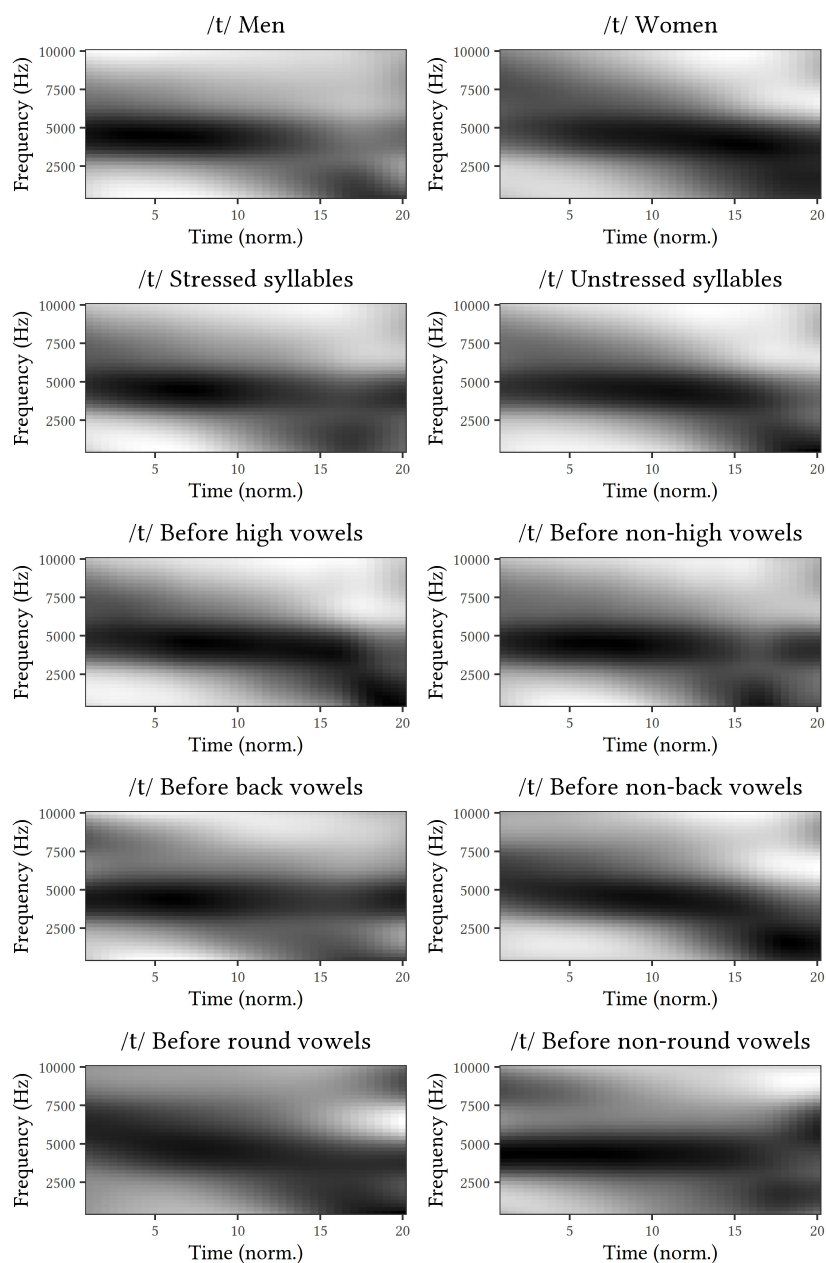 /t/ Men
Frequency (Hz)
10000
7500
5000
2500
5 10 15 20
Time (norm.)
/t/ Women
Frequency (Hz)
10000
7500
5000
2500
5 10 15 20
Time (norm.)
/t/ Stressed syllables
Frequency (Hz)
10000
7500
5000
2500
5 10 15 20
Time (norm.)
/t/ Unstressed syllables
Frequency (Hz)
10000
7500
5000
2500
5 10 15 20
Time (norm.)
/t/ Before high vowels
Frequency (Hz)
10000
7500
5000
2500
5 10 15 20
Time (norm.)
/t/ Before non-high vowels
Frequency (Hz)
10000
7500
5000
2500
5 10 15 20
Time (norm.)
/t/ Before back vowels
Frequency (Hz)
10000
7500
5000
2500
5 10 15 20
Time (norm.)
/t/ Before non-back vowels
Frequency (Hz)
10000
7500
5000
2500
5 10 15 20
Time (norm.)
/t/ Before round vowels
Frequency (Hz)
10000
7500
5000
2500
5 10 15 20
Time (norm.)
/t/ Before non-round vowels
Frequency (Hz)
10000
7500
5000
2500
5 10 15 20
Time (norm.)